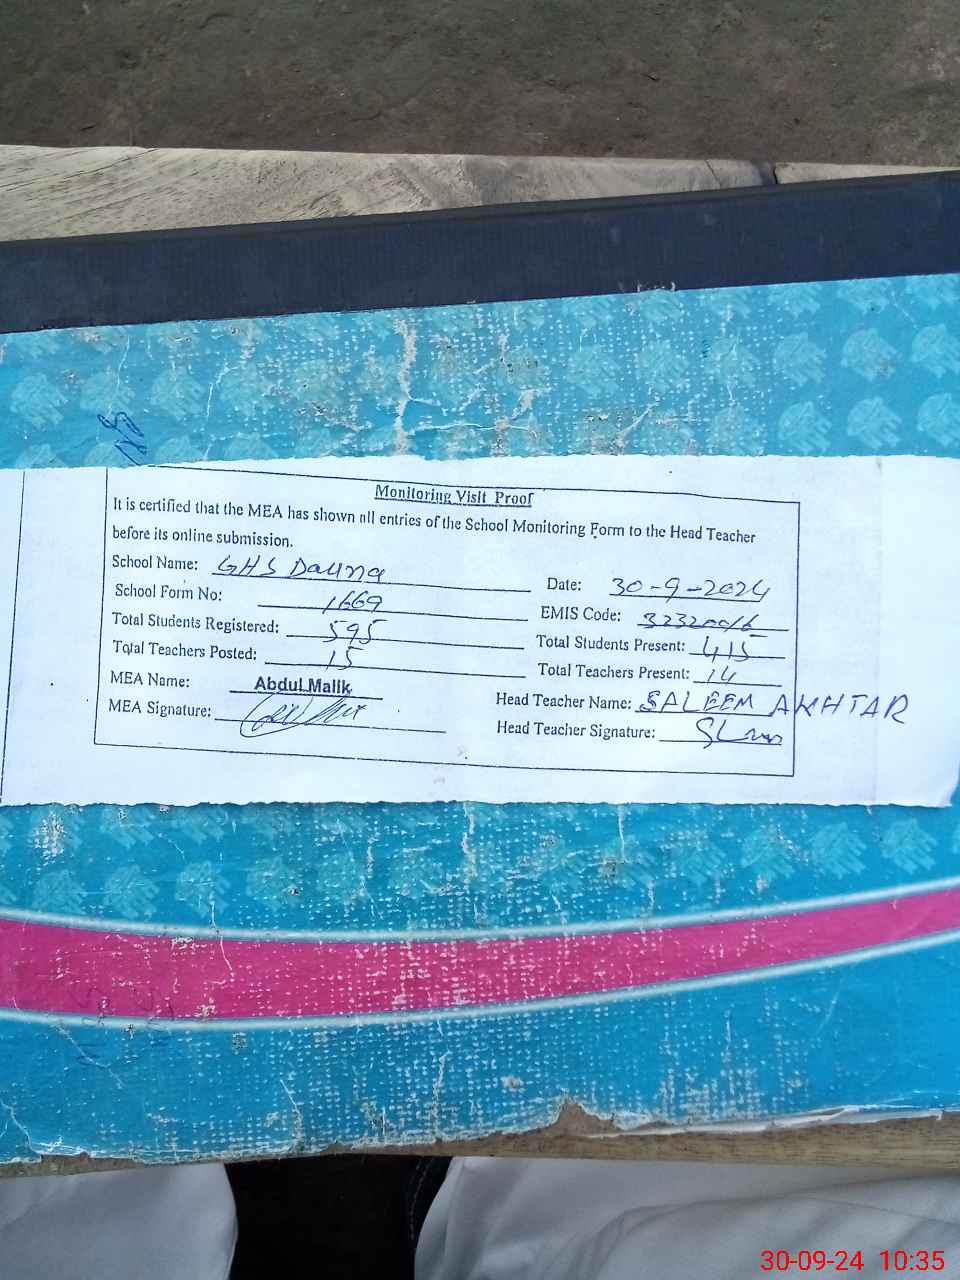 Monitoring Visit Proof
It is certified that the MEA has shown all entries of the School Monitoring Form to the Head Teacher
before its online submission.
School Name: GHS Dauna
Date: 30-9-2024
School Form No: 1669
EMIS Code: 32320016
Total Students Registered: 595
Total Students Present: 415
Total Teachers Posted: 15
Total Teachers Present: 14
MEA Name: Abdul Malik
Head Teacher Name: SALEEM AKHTAR
MEA Signature:
Head Teacher Signature:
30-09-24 10:35